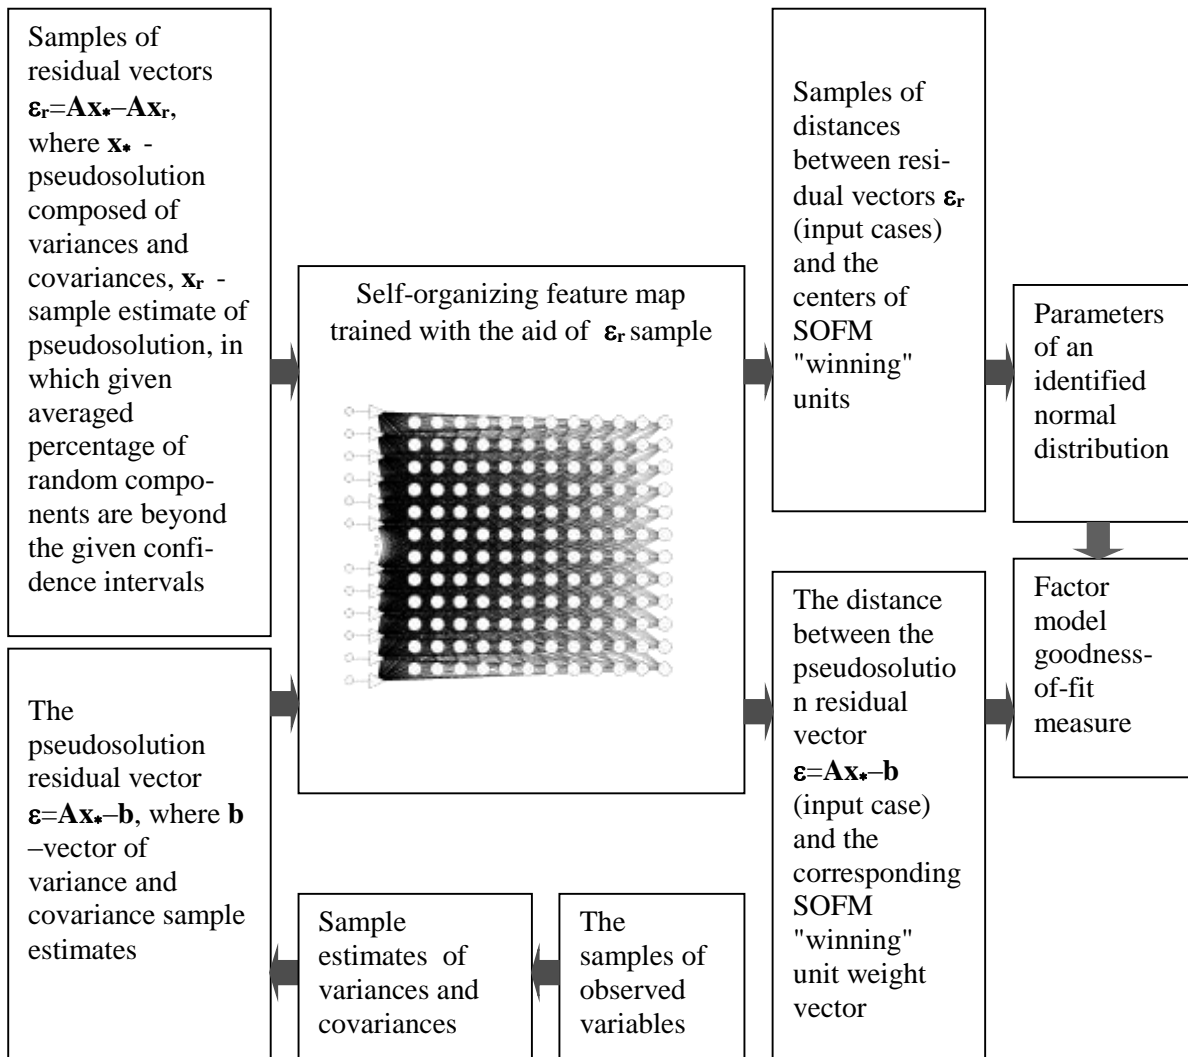 Samples of
residual vectors
εr=Ax*–Axr,
where x* -
pseudosolution
composed of
variances and
covariances, xr -
sample estimate of
pseudosolution, in
which given
averaged
percentage of
random compo-
nents are beyond
the given confi-
dence intervals
The
pseudosolution
residual vector
ε=Ax*–b, where b
–vector of
variance and
covariance sample
estimates
Self-organizing feature map
trained with the aid of εr sample
Sample
estimates of
variances and
covariances
The
samples of
observed
variables
Samples of
distances
between resi-
dual vectors εr
(input cases)
and the
centers of
SOFM
"winning"
units
The distance
between the
pseudosolutio
n residual
vector
ε=Ax*–b
(input case)
and the
corresponding
SOFM
"winning"
unit weight
vector
Parameters
of an
identified
normal
distribution
Factor
model
goodness-
of-fit
measure